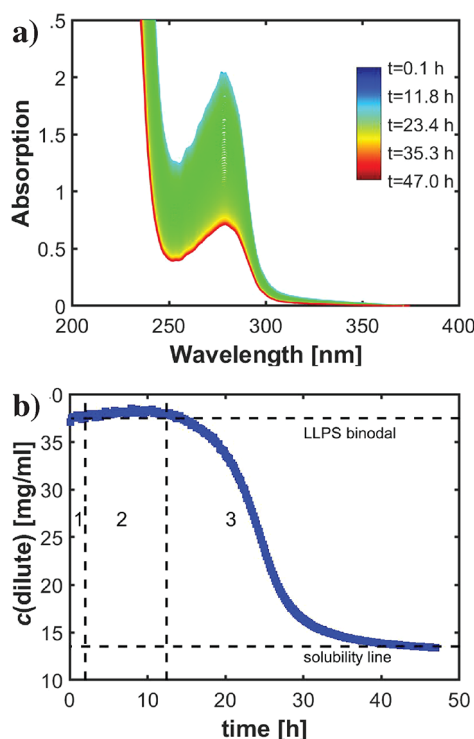 a)
.5
2
1.5
1
0.5
0
Absorption
200 250 300 350 400
Wavelength [nm]
t=0.1 h
t=11.8 h
t=23.4 h
t=35.3 h
t=47.0 h
b)
.0
35
30
25
20
15
10
c(dilute) [mg/ml]
LLPS binodal
1 2 3
solubility line
0 10 20 30 40 50
time [h]